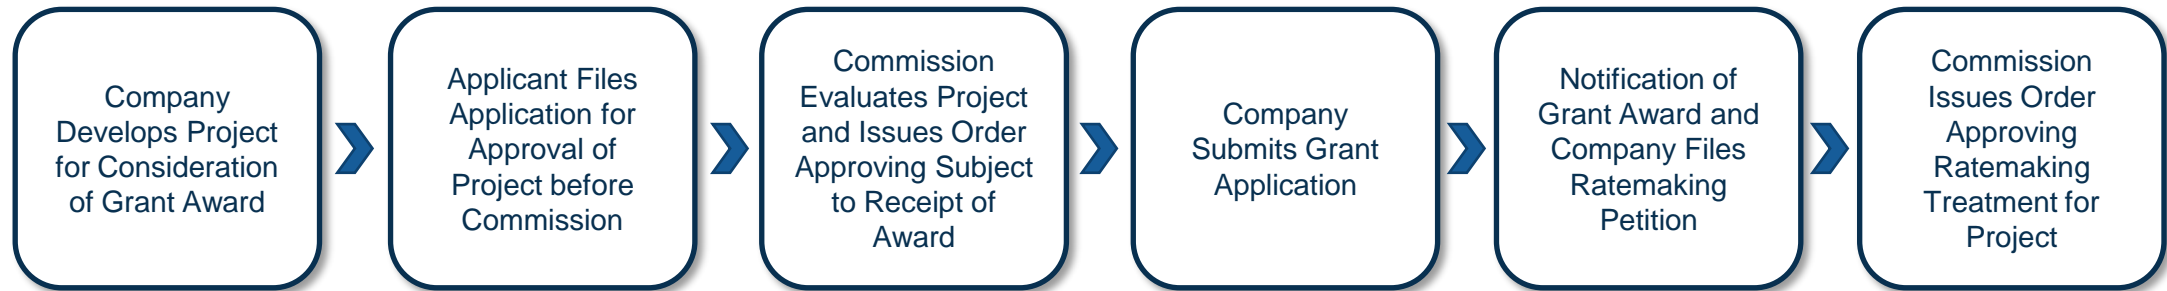 Company
Develops Project
for Consideration
of Grant Award
Applicant Files
Application for
Approval of
Project before
Commission
Commission
Evaluates Project
and Issues Order
Approving Subject
to Receipt of
Award
Company
Submits Grant
Application
Notification of
Grant Award and
Company Files
Ratemaking
Petition
Commission
Issues Order
Approving
Ratemaking
Treatment for
Project